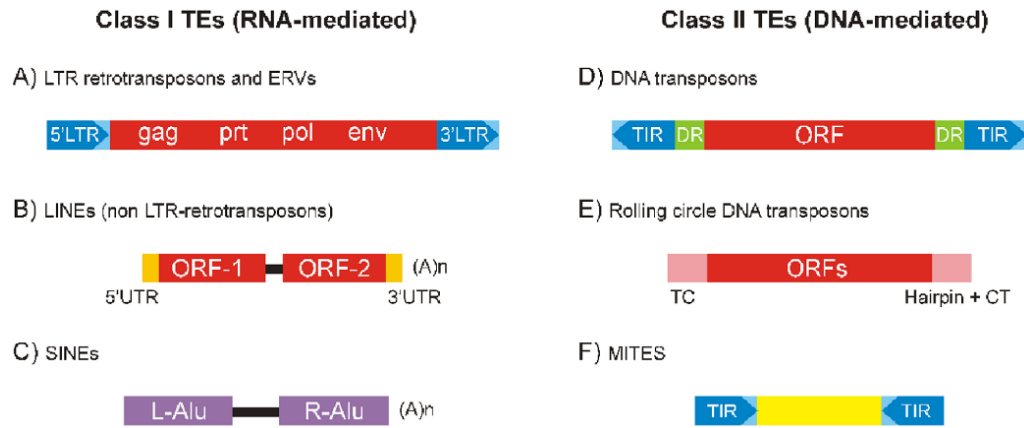 Class I TEs (RNA-mediated)
A) LTR retrotransposons and ERVs
5'LTR gag prt pol env 3'LTR
B) LINEs (non LTR-retrotransposons)
ORF-1 ORF-2 (A)n
5'UTR 3'UTR
C) SINEs
L-Alu R-Alu (A)n
Class II TEs (DNA-mediated)
D) DNA transposons
TIR DR ORF DR TIR
E) Rolling circle DNA transposons
ORFs
TC Hairpin + CT
F) MITES
TIR TIR